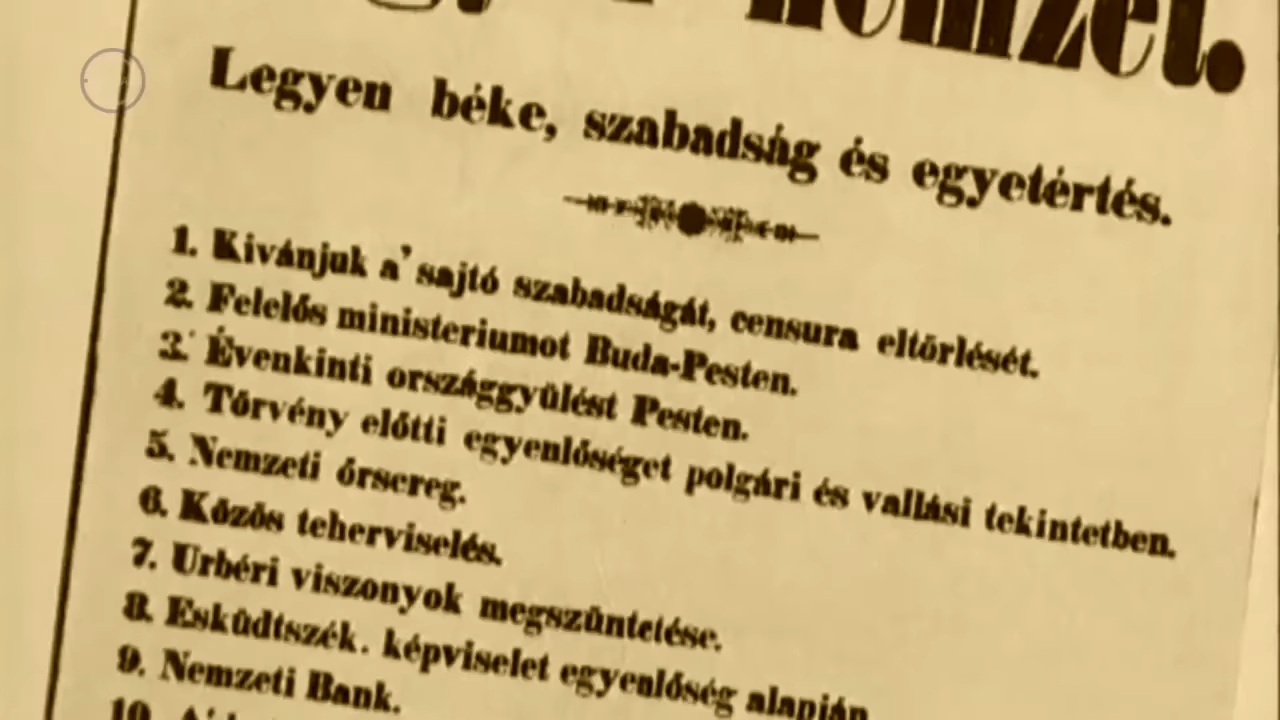 nemzet.
Legyen béke, szabadság és egyetértés.
1. Kivánjuk a' sajtó szabadságát, censura eltörlését.
2. Felelős ministeriumot Buda-Pesten.
3. Évenkinti országgyülést Pesten.
4. Törvény előtti egyenlőséget polgári és vallási tekintetben.
5. Nemzeti őrsereg.
6. Közös teherviselés.
7. Urbéri viszonyok megszüntetése.
8. Esküdtszék. képviselet egyenlőség alapján
9. Nemzeti Bank.
10.